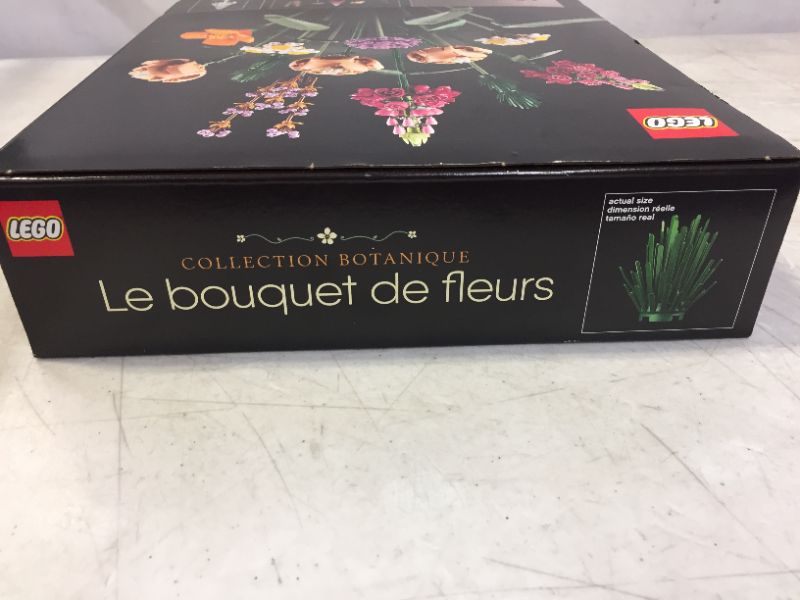 LEGO
LEGO
COLLECTION BOTANIQUE
Le bouquet de fleurs
actual size
dimension réelle
tamaño real